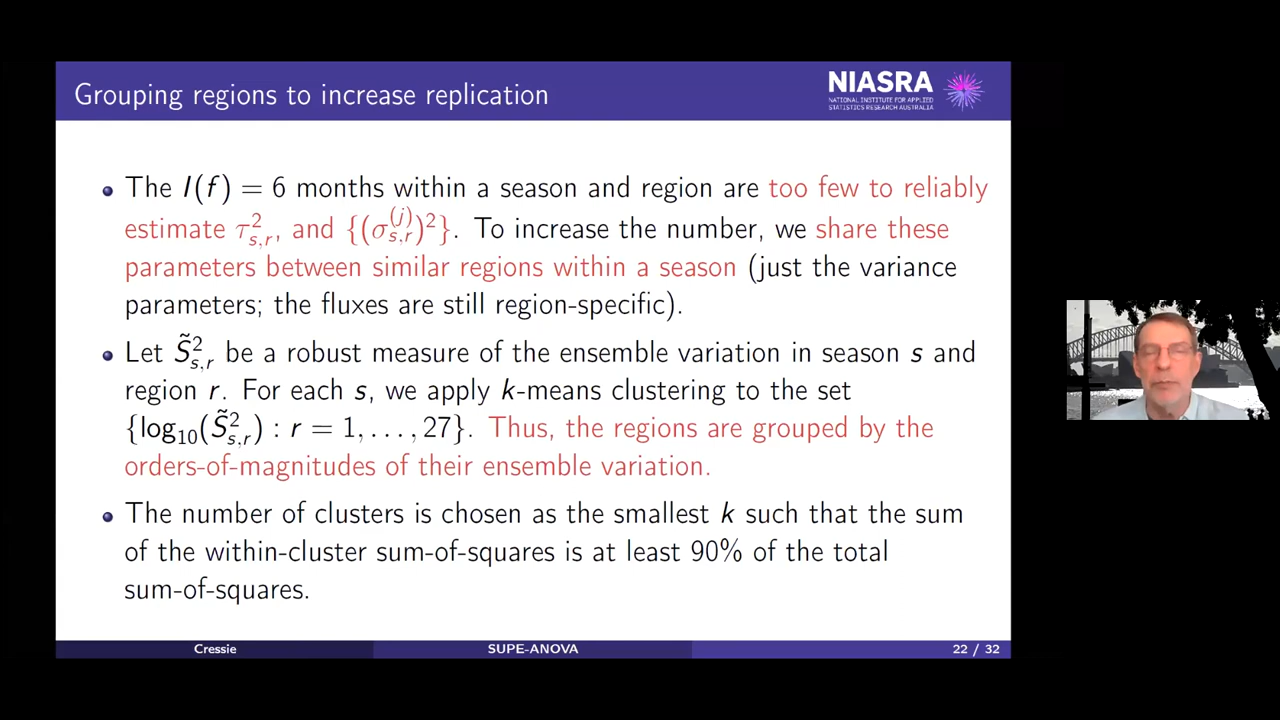 Grouping regions to increase replication
NIASRA
NATIONAL INSTITUTE FOR APPLIED
STATISTICS RESEARCH AUSTRALIA
The I(f) = 6 months within a season and region are too few to reliably
estimate τ²_{s,r}, and {(σ^{(j)}_{s,r})²}. To increase the number, we share these
parameters between similar regions within a season (just the variance
parameters; the fluxes are still region-specific).
Let S̃²_{s,r} be a robust measure of the ensemble variation in season s and
region r. For each s, we apply k-means clustering to the set
{log₁₀(S̃²_{s,r}) : r = 1, . . . , 27}. Thus, the regions are grouped by the
orders-of-magnitudes of their ensemble variation.
The number of clusters is chosen as the smallest k such that the sum
of the within-cluster sum-of-squares is at least 90% of the total
sum-of-squares.
Cressie
SUPE-ANOVA
22 / 32